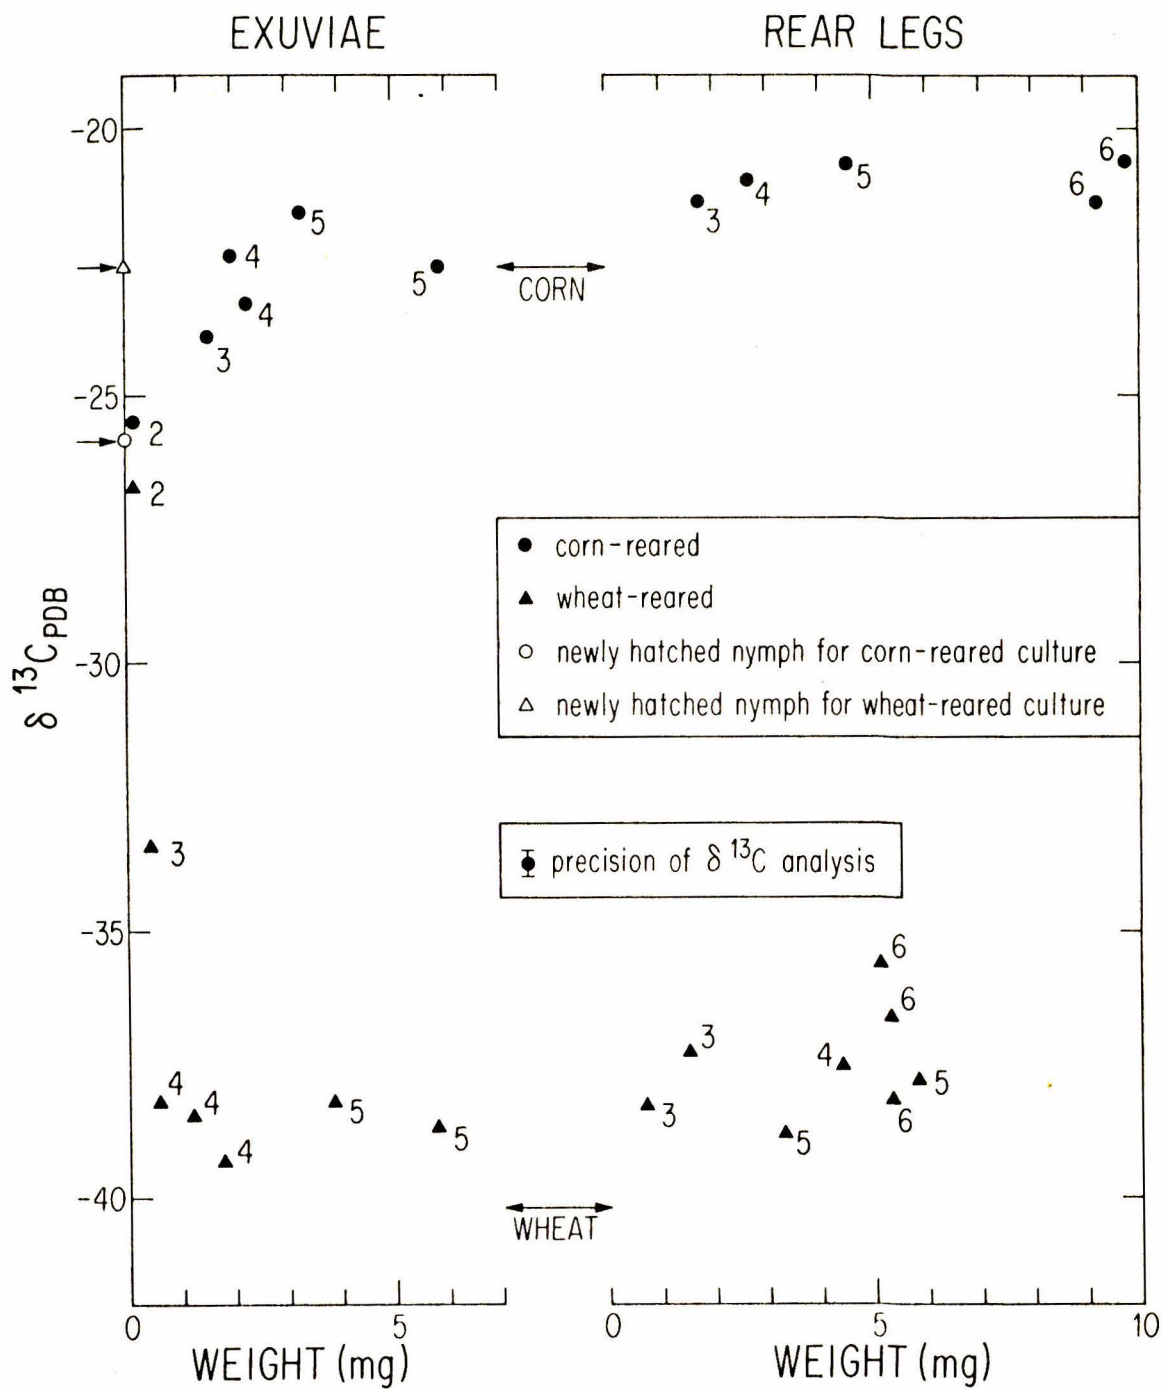 EXUVIAE
REAR LEGS
-20
-25
-30
-35
-40
δ ¹³C PDB
3
4
4
5
5
2
2
3
4
4
4
5
5
CORN
3
4
5
6
6
corn-reared
wheat-reared
newly hatched nymph for corn-reared culture
newly hatched nymph for wheat-reared culture
precision of δ ¹³C analysis
3
3
4
5
5
6
6
6
WHEAT
0 5
0 5 10
WEIGHT (mg)
WEIGHT (mg)